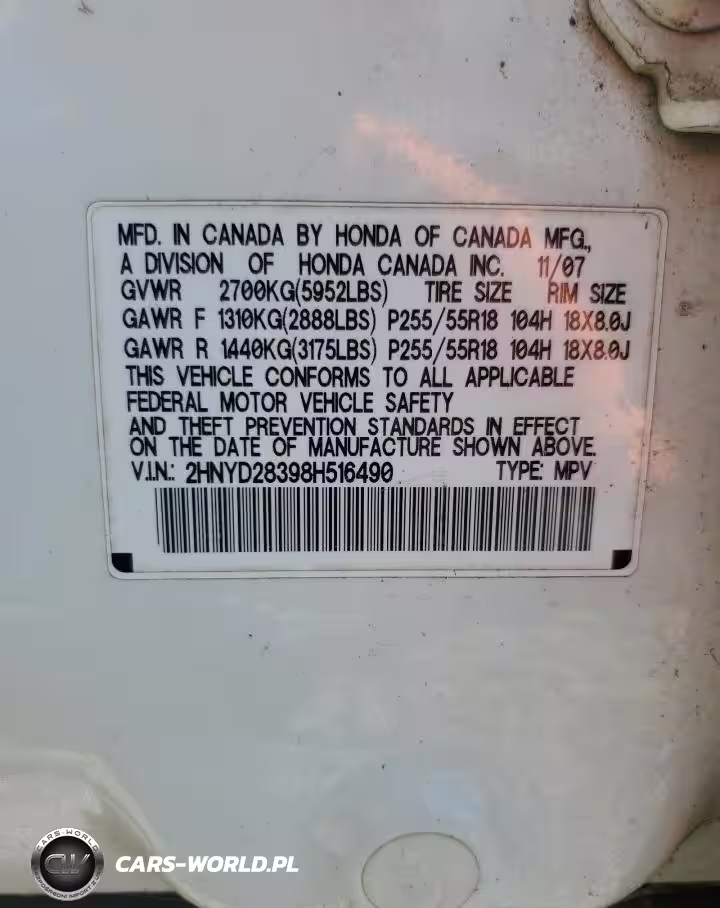 MFD. IN CANADA BY HONDA OF CANADA MFG.,
A DIVISION OF HONDA CANADA INC. 11/07
GVWR 2700KG(5952LBS) TIRE SIZE RIM SIZE
GAWR F 1310KG(2888LBS) P255/55R18 104H 18X8.0J
GAWR R 1440KG(3175LBS) P255/55R18 104H 18X8.0J
THIS VEHICLE CONFORMS TO ALL APPLICABLE
FEDERAL MOTOR VEHICLE SAFETY
AND THEFT PREVENTION STANDARDS IN EFFECT
ON THE DATE OF MANUFACTURE SHOWN ABOVE.
V.I.N.: 2HNYD28398H516490 TYPE: MPV
CARS-WORLD
CW
CARS-WORLD.PL